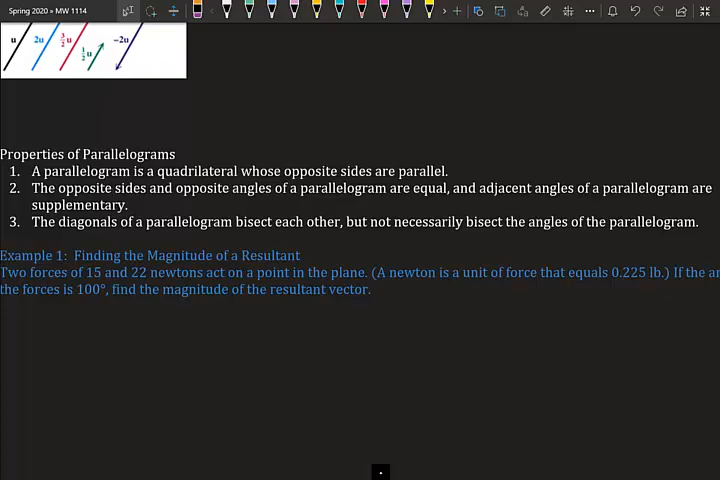 Spring 2020 » MW 1114
u 2u 3/2 u 1/2 u −2u
Properties of Parallelograms
1. A parallelogram is a quadrilateral whose opposite sides are parallel.
2. The opposite sides and opposite angles of a parallelogram are equal, and adjacent angles of a parallelogram are
supplementary.
3. The diagonals of a parallelogram bisect each other, but not necessarily bisect the angles of the parallelogram.
Example 1: Finding the Magnitude of a Resultant
Two forces of 15 and 22 newtons act on a point in the plane. (A newton is a unit of force that equals 0.225 lb.) If the
the forces is 100°, find the magnitude of the resultant vector.